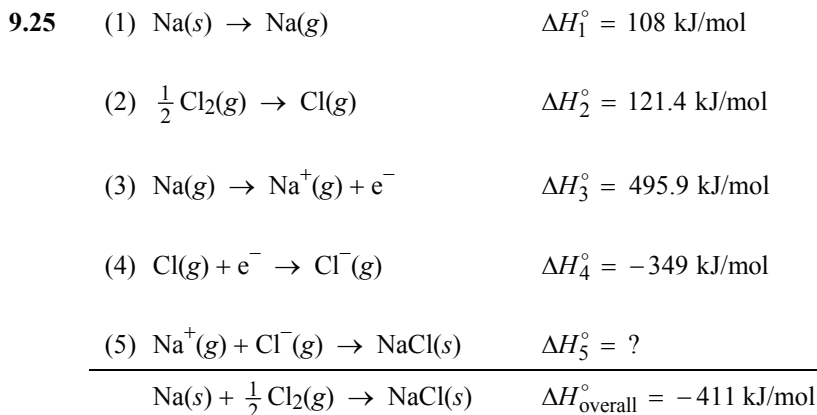 9.25 (1) Na(s) → Na(g) ΔH°₁ = 108 kJ/mol
(2) ½ Cl₂(g) → Cl(g) ΔH°₂ = 121.4 kJ/mol
(3) Na(g) → Na⁺(g) + e⁻ ΔH°₃ = 495.9 kJ/mol
(4) Cl(g) + e⁻ → Cl⁻(g) ΔH°₄ = −349 kJ/mol
(5) Na⁺(g) + Cl⁻(g) → NaCl(s) ΔH°₅ = ?
Na(s) + ½ Cl₂(g) → NaCl(s) ΔH°overall = −411 kJ/mol